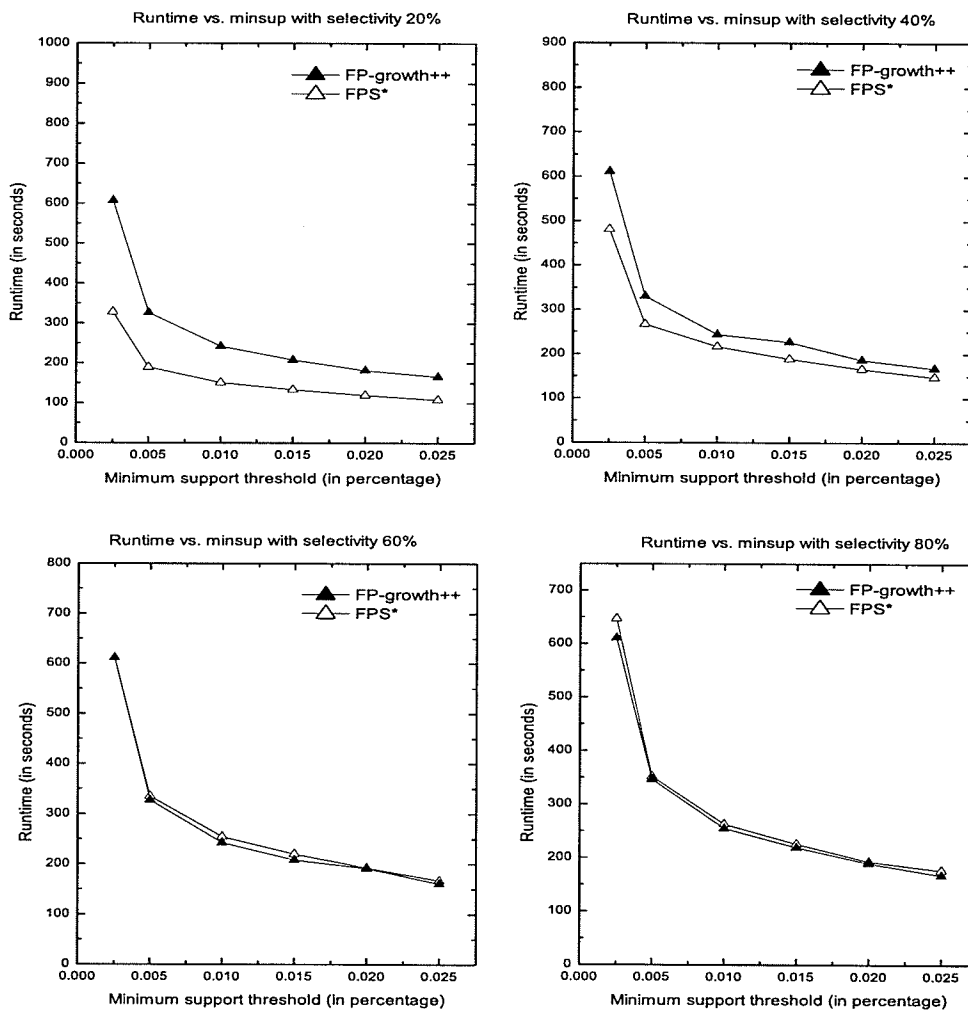 Runtime vs. minsup with selectivity 20%
1000
900
800
700
600
500
400
300
200
100
0
0.000 0.005 0.010 0.015 0.020 0.025
Runtime (in seconds)
Minimum support threshold (in percentage)
FP-growth++
FPS*
Runtime vs. minsup with selectivity 40%
900
800
700
600
500
400
300
200
100
0
0.000 0.005 0.010 0.015 0.020 0.025
Runtime (in seconds)
Minimum support threshold (in percentage)
FP-growth++
FPS*
Runtime vs. minsup with selectivity 60%
800
700
600
500
400
300
200
100
0
0.000 0.005 0.010 0.015 0.020 0.025
Runtime (in seconds)
Minimum support threshold (in percentage)
FP-growth++
FPS*
Runtime vs. minsup with selectivity 80%
700
600
500
400
300
200
100
0
0.000 0.005 0.010 0.015 0.020 0.025
Runtime (in seconds)
Minimum support threshold (in percentage)
FP-growth++
FPS*